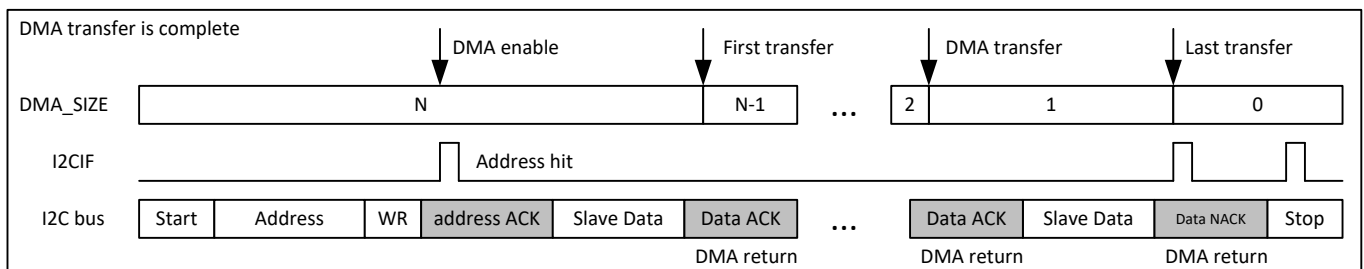 DMA transfer is complete
DMA enable First transfer DMA transfer Last transfer
DMA_SIZE N N-1 ... 2 1 0
I2CIF Address hit
I2C bus Start Address WR address ACK Slave Data Data ACK ... Data ACK Slave Data Data NACK Stop
DMA return DMA return DMA return